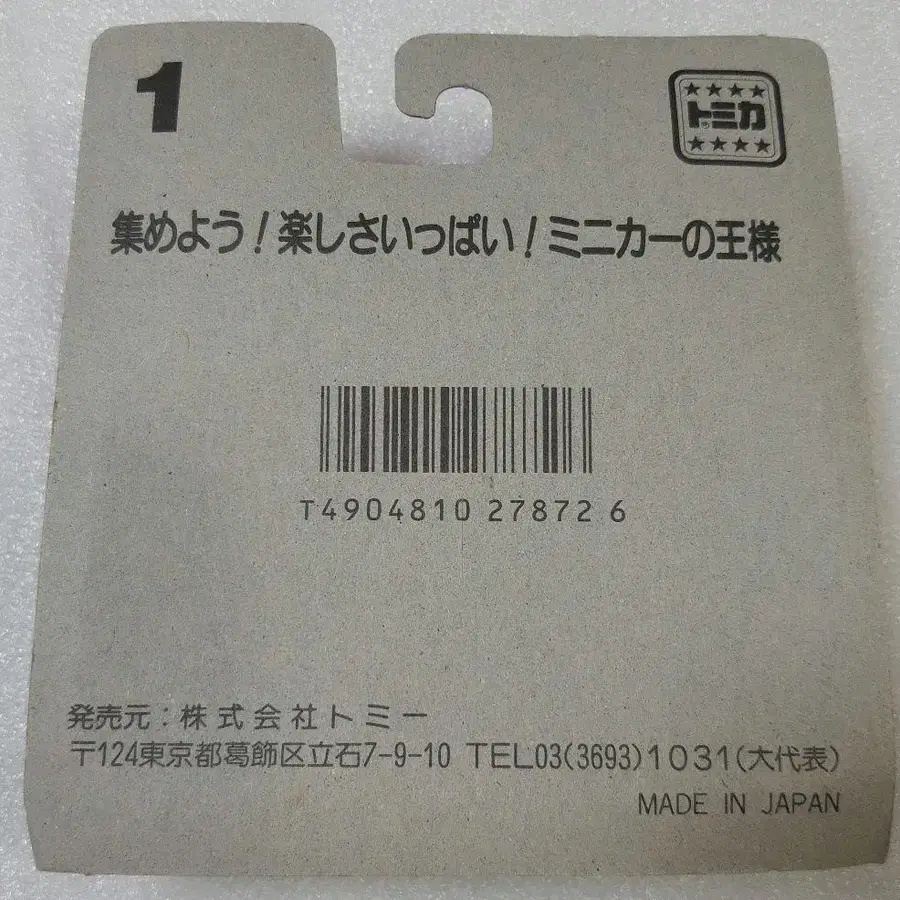 1
トミカ
集めよう!楽しさいっぱい!ミニカーの王様
T4904810 27872 6
発売元:株式会社トミー
〒124東京都葛飾区立石7-9-10 TEL03(3693)1031(大代表)
MADE IN JAPAN